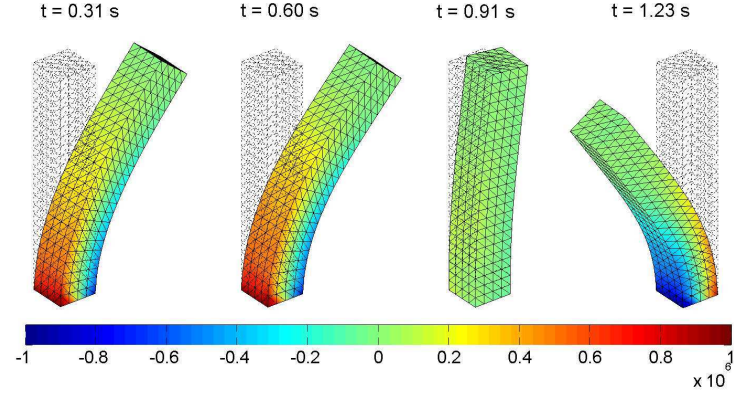 t = 0.31 s t = 0.60 s t = 0.91 s t = 1.23 s
-1 -0.8 -0.6 -0.4 -0.2 0 0.2 0.4 0.6 0.8 1
x 10^6